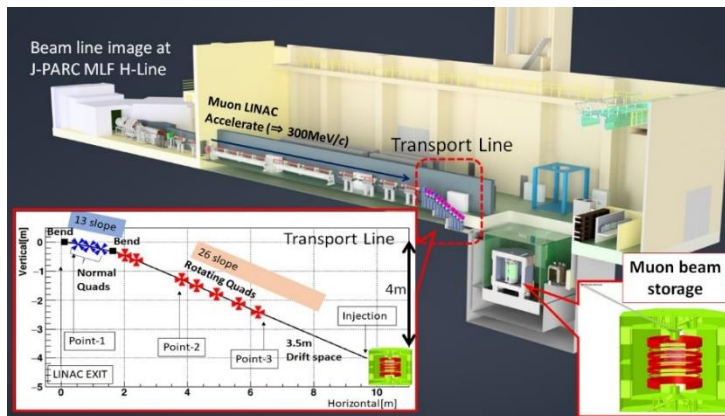 Beam line image at
J-PARC MLF H-Line
Muon LINAC
Accelerate (⇒ 300MeV/c)
Transport Line
Muon beam
storage
Transport Line
4m
13 slope
26 slope
Bend
Bend
Normal
Quads
Rotating Quads
Point-1
Point-2
Point-3
Injection
3.5m
Drift space
LINAC EXIT
Vertical[m]
0
-1
-2
-3
-4
-5
0 2 4 6 8 10
Horizontal[m]